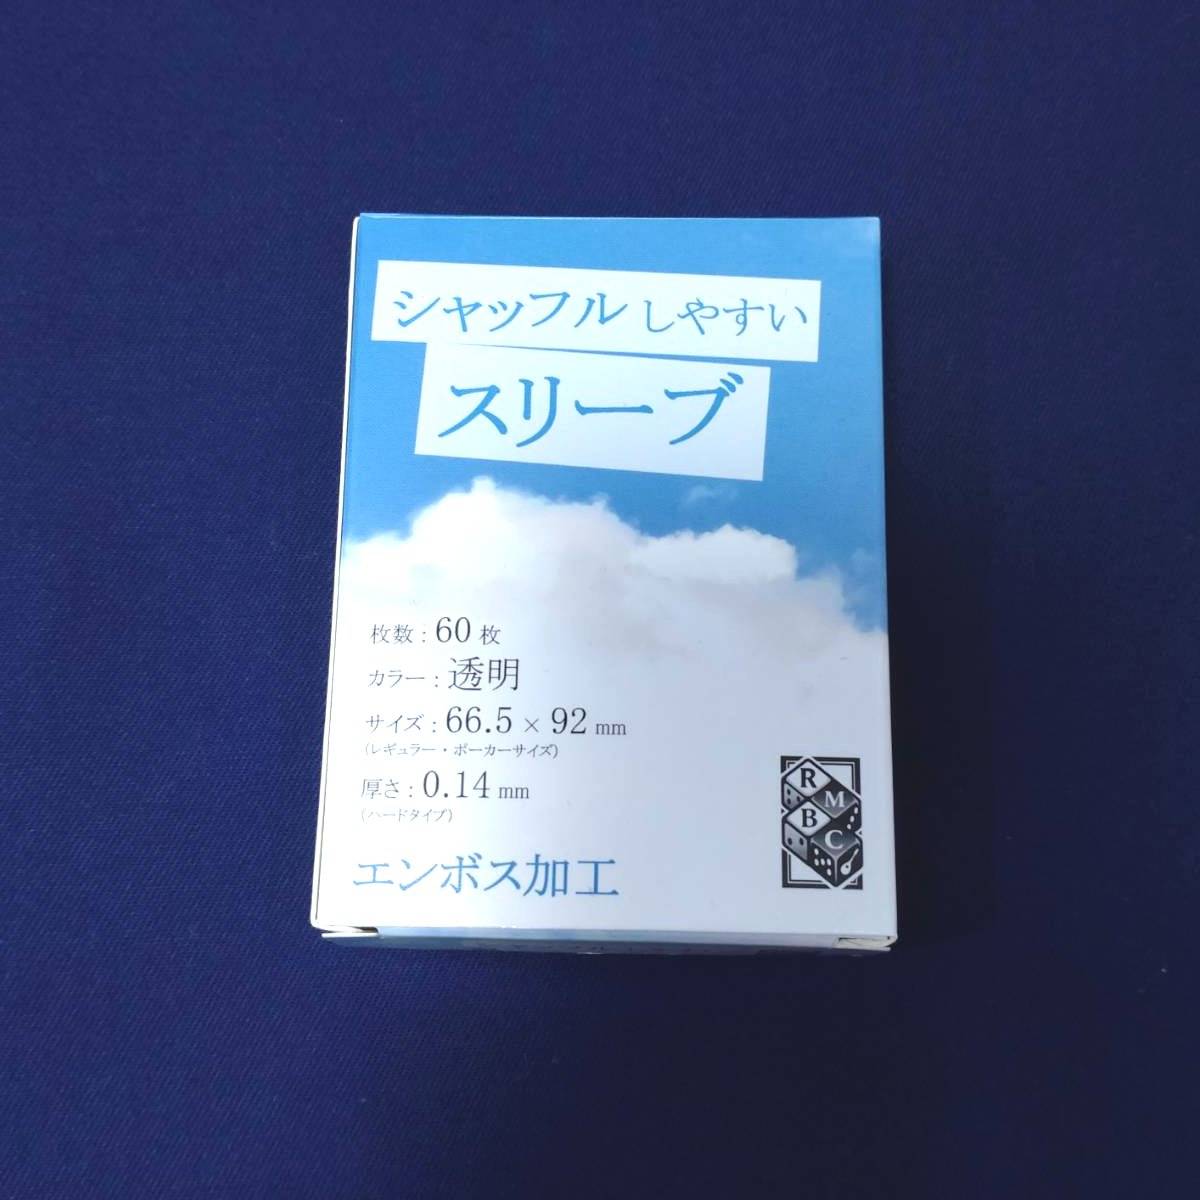 シャッフルしやすい
スリーブ
枚数 : 60 枚
カラー : 透明
サイズ : 66.5 × 92 mm
(レギュラー・ポーカーサイズ)
厚さ : 0.14 mm
(ハードタイプ)
エンボス加工
R
M
B
C